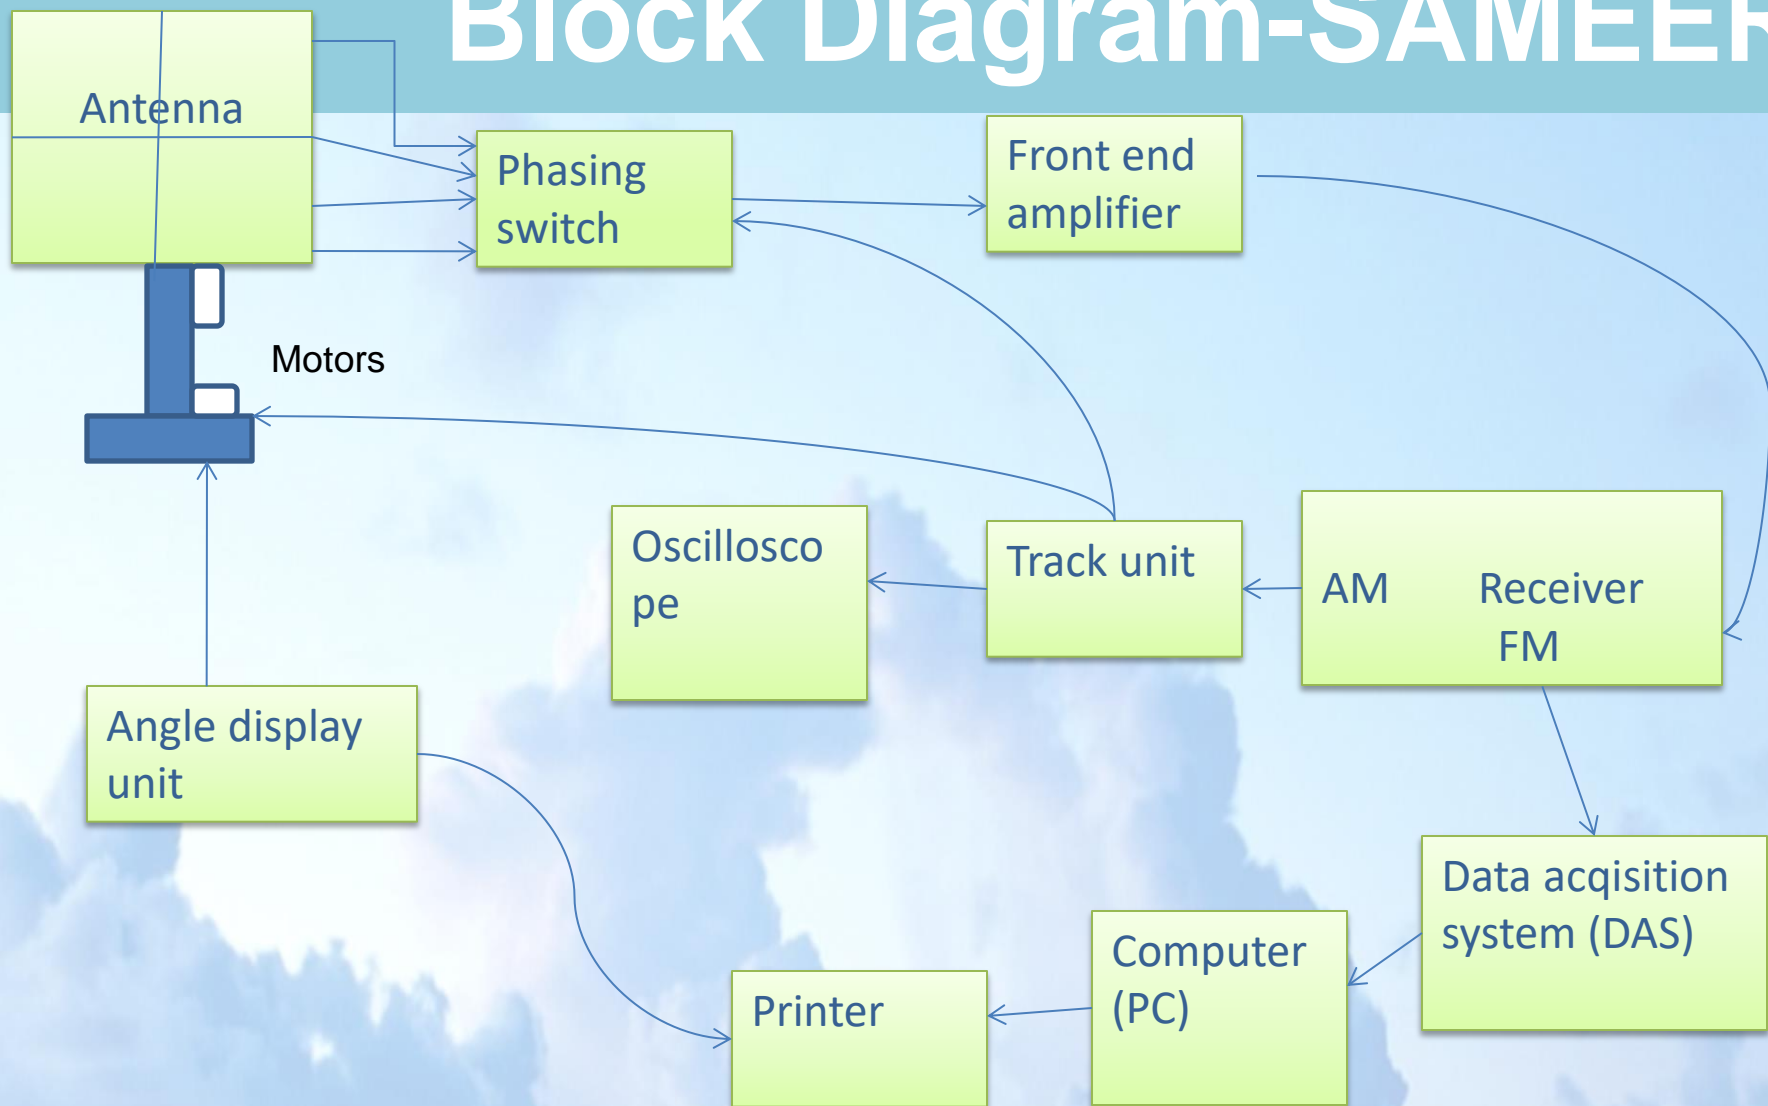 Block Diagram-SAMEER
Antenna
Phasing
switch
Front end
amplifier
Motors
Oscillosco
pe
Track unit
AM Receiver
FM
Angle display
unit
Data acqisition
system (DAS)
Computer
(PC)
Printer